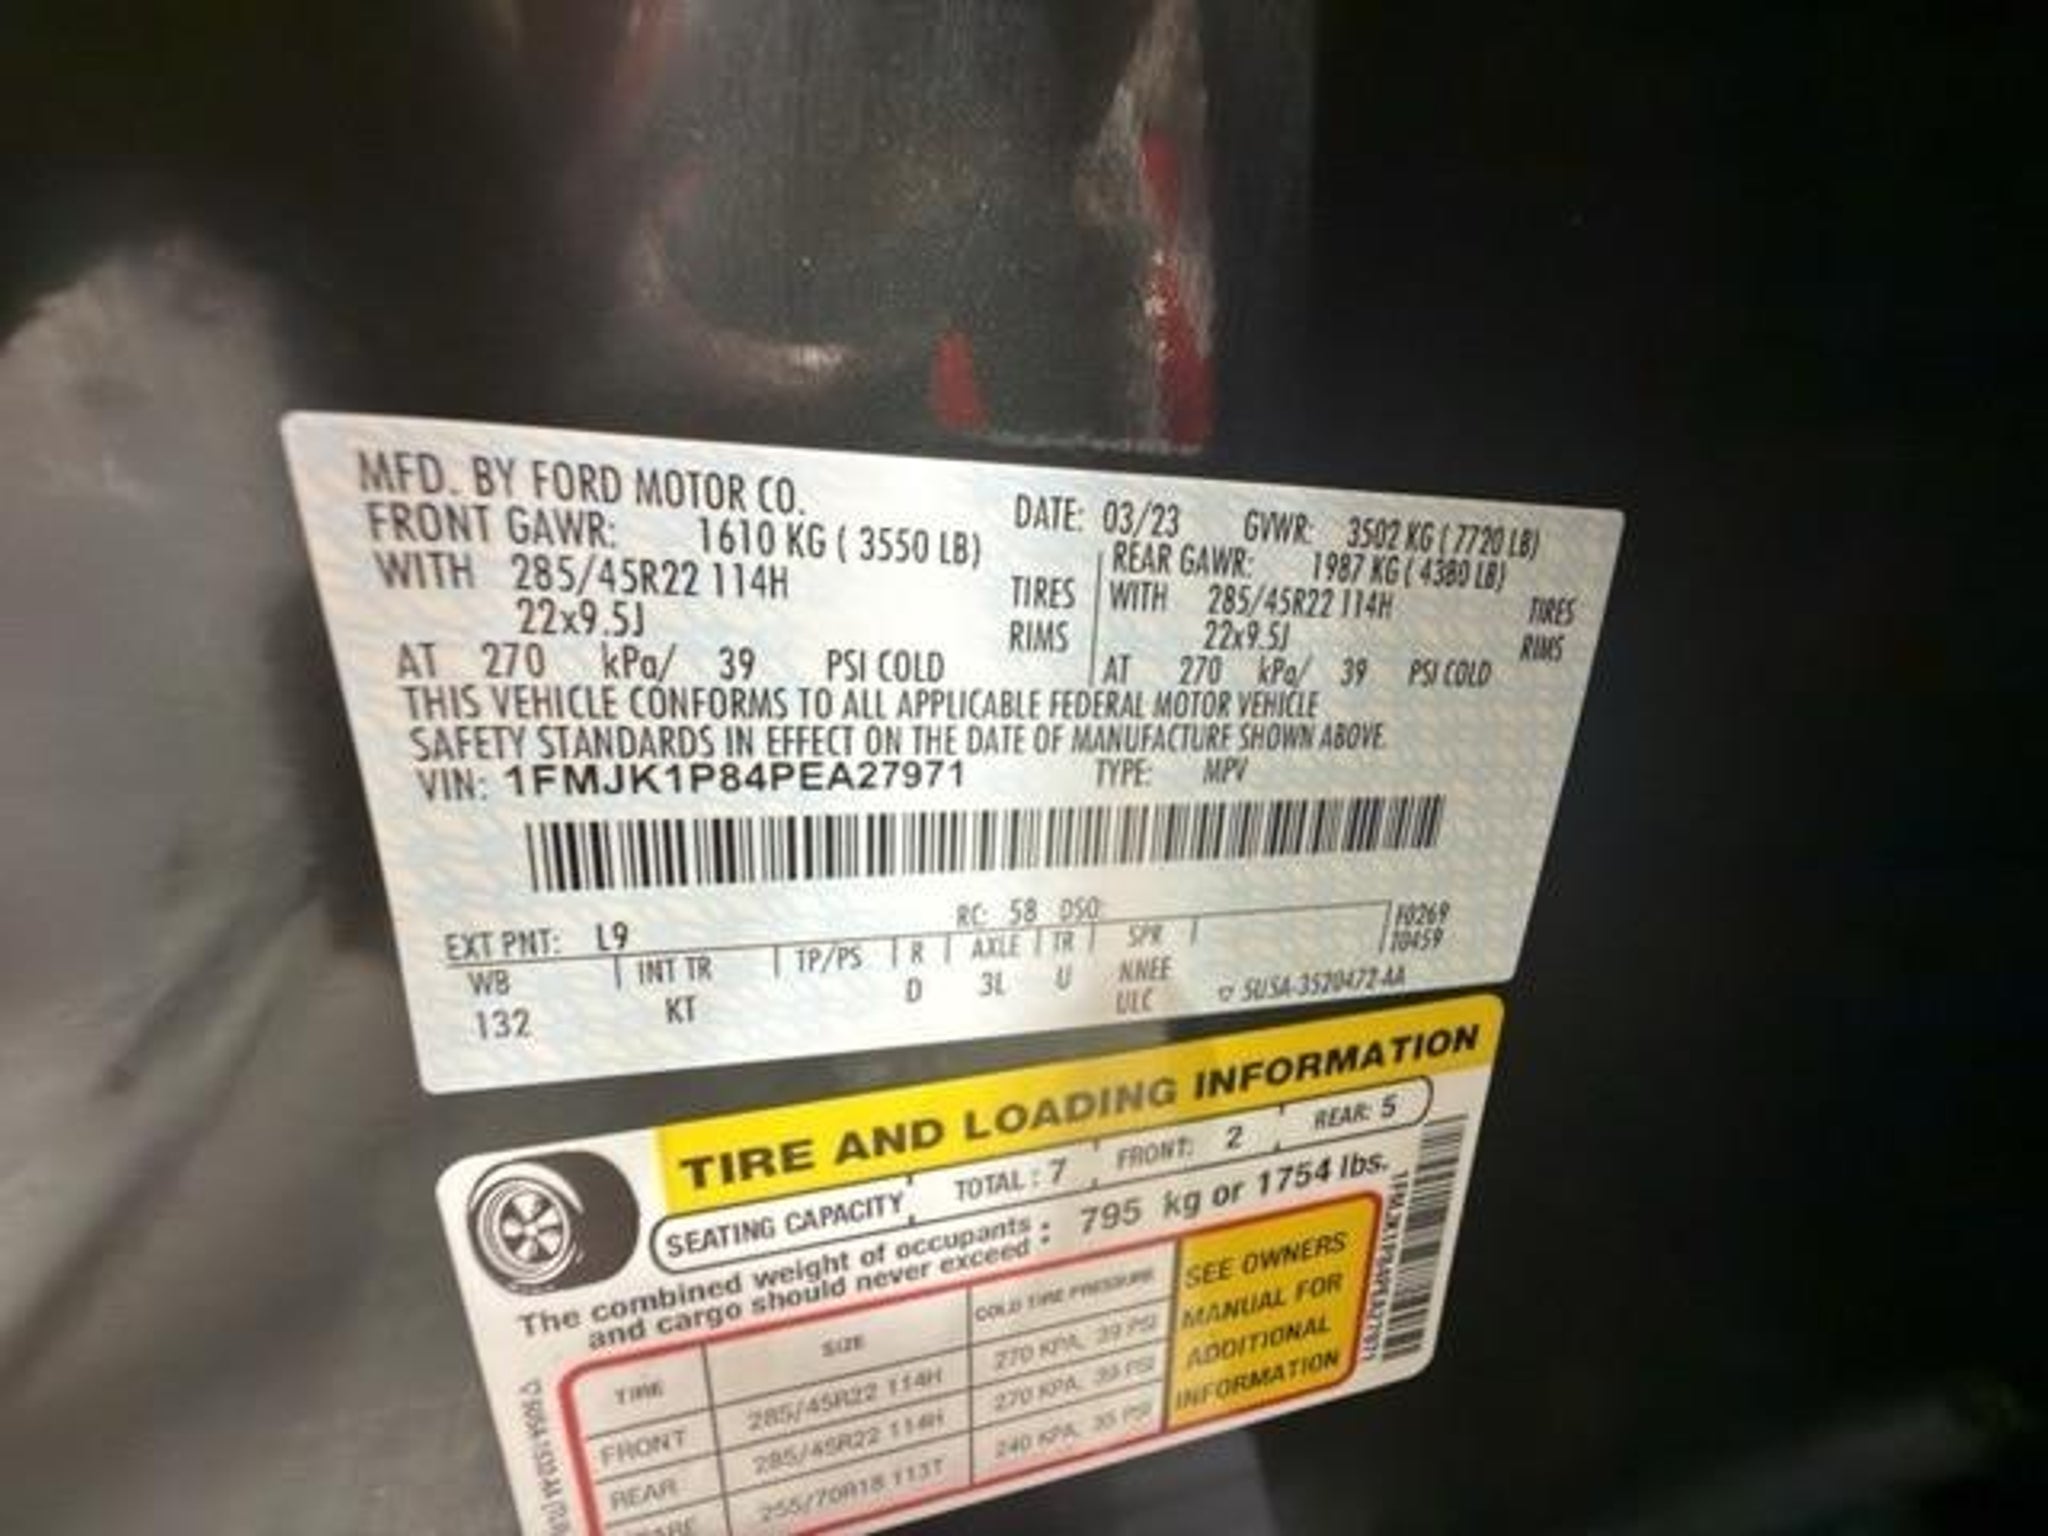 MFD. BY FORD MOTOR CO.
DATE: 03/23 GVWR: 3502 KG ( 7720 LB)
FRONT GAWR: 1610 KG ( 3550 LB)
REAR GAWR: 1987 KG ( 4380 LB)
WITH 285/45R22 114H TIRES
WITH 285/45R22 114H TIRES
22x9.5J RIMS
22x9.5J RIMS
AT 270 kPa/ 39 PSI COLD
AT 270 kPa/ 39 PSI COLD
THIS VEHICLE CONFORMS TO ALL APPLICABLE FEDERAL MOTOR VEHICLE
SAFETY STANDARDS IN EFFECT ON THE DATE OF MANUFACTURE SHOWN ABOVE.
VIN: 1FMJK1P84PEA27971 TYPE: MPV
EXT PNT: L9 RC: 58 DSO:
F0269
WB INT TR TP/PS R AXLE TR SPR
T0459
132 KT D 3L U KNEE
ULC
5U5A-3520472-AA
TIRE AND LOADING INFORMATION
SEATING CAPACITY TOTAL : 7 FRONT: 2 REAR: 5
The combined weight of occupants
and cargo should never exceed : 795 kg or 1754 lbs.
TIRE SIZE COLD TIRE PRESSURE
FRONT 285/45R22 114H 270 KPA, 39 PSI
REAR 285/45R22 114H 270 KPA, 39 PSI
255/70R18 113T 240 KPA, 35 PSI
SEE OWNERS
MANUAL FOR
ADDITIONAL
INFORMATION
1FMJK1P84PEA27971